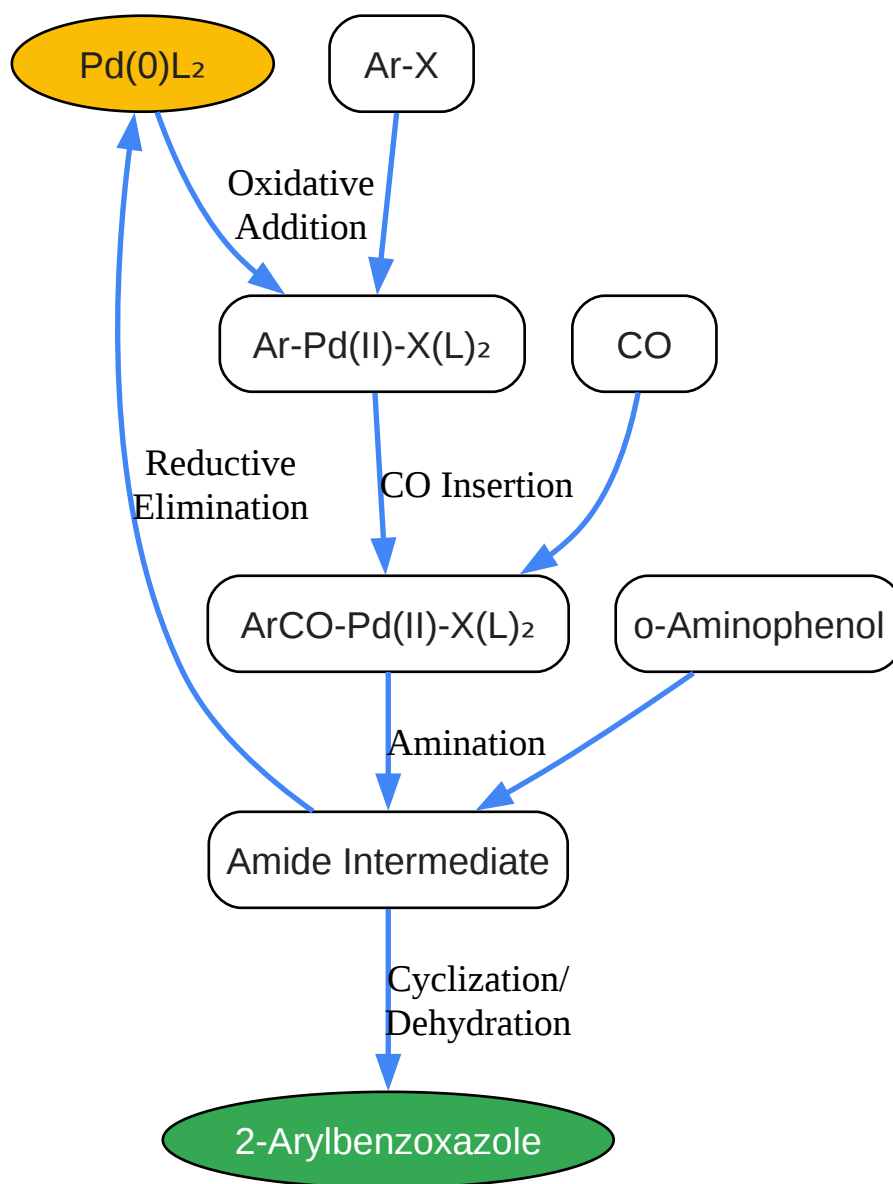 Pd(0)L₂
Ar-X
Oxidative
Addition
Ar-Pd(II)-X(L)₂
CO
Reductive
Elimination
CO Insertion
ArCO-Pd(II)-X(L)₂
o-Aminophenol
Amination
Amide Intermediate
Cyclization/
Dehydration
2-Arylbenzoxazole